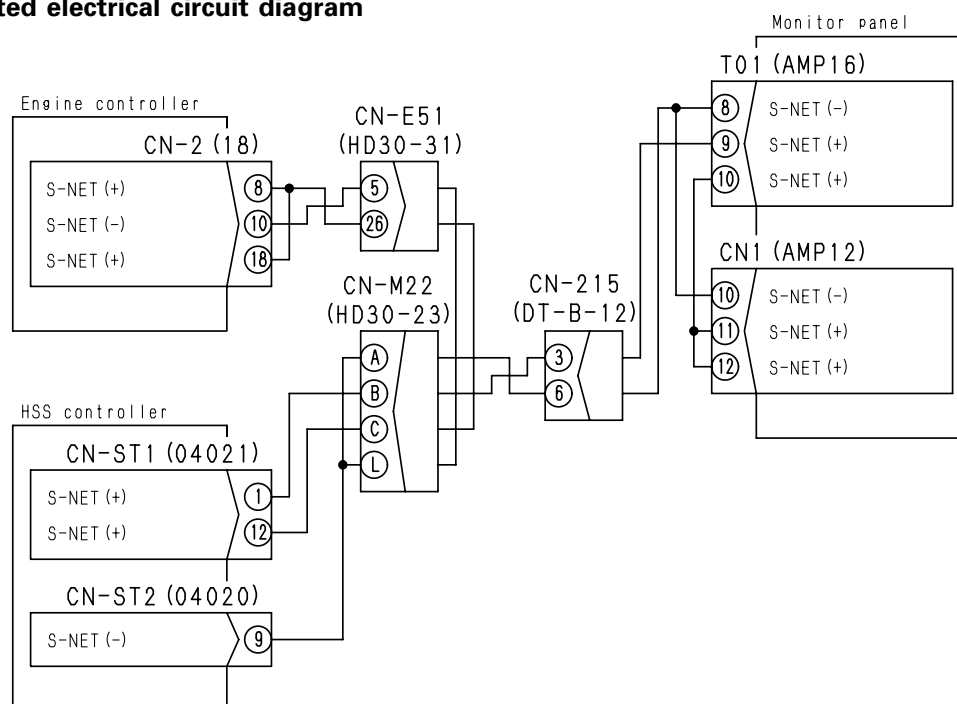 ted electrical circuit diagram
Monitor panel
T01 (AMP16)
8 S-NET (-)
9 S-NET (+)
10 S-NET (+)
CN1 (AMP12)
10 S-NET (-)
11 S-NET (+)
12 S-NET (+)
Engine controller
CN-2 (18)
S-NET (+) 8
S-NET (-) 10
S-NET (+) 18
CN-E51
(HD30-31)
5
26
CN-M22
(HD30-23)
A
B
C
L
CN-215
(DT-B-12)
3
6
HSS controller
CN-ST1 (04021)
S-NET (+) 1
S-NET (+) 12
CN-ST2 (04020)
S-NET (-) 9